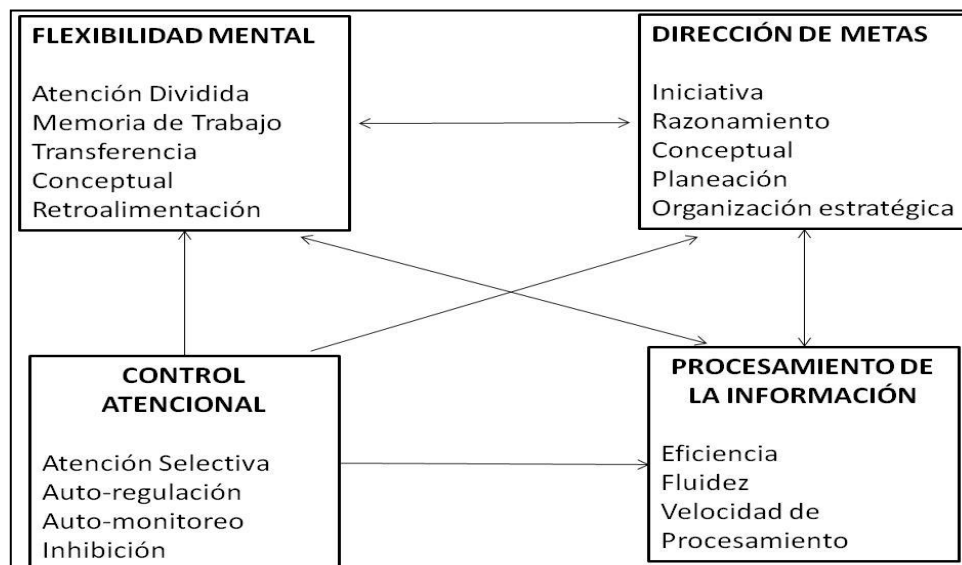 FLEXIBILIDAD MENTAL
Atención Dividida
Memoria de Trabajo
Transferencia
Conceptual
Retroalimentación
DIRECCIÓN DE METAS
Iniciativa
Razonamiento
Conceptual
Planeación
Organización estratégica
CONTROL
ATENCIONAL
Atención Selectiva
Auto-regulación
Auto-monitoreo
Inhibición
PROCESAMIENTO DE
LA INFORMACIÓN
Eficiencia
Fluidez
Velocidad de
Procesamiento